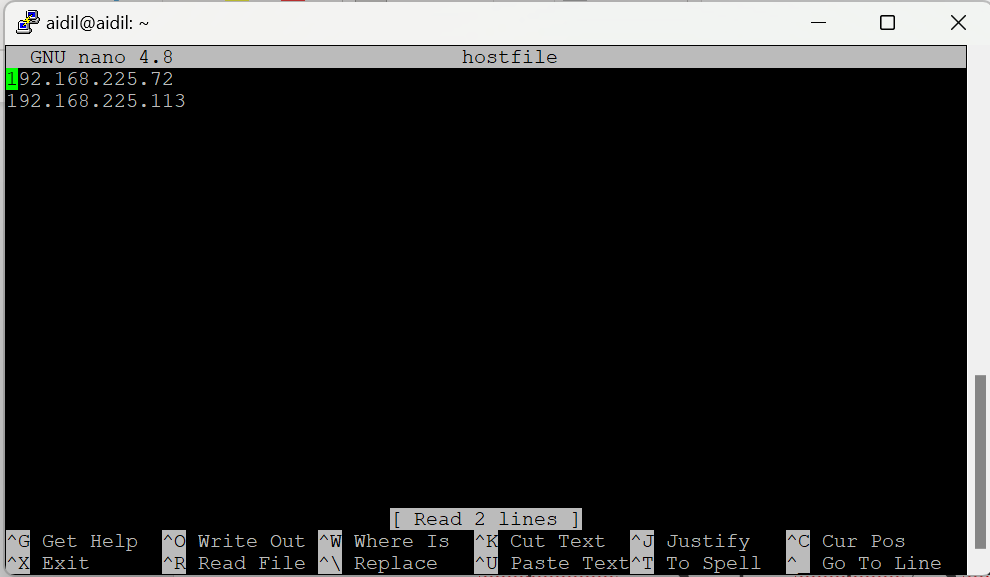 aidil@aidil: ~
GNU nano 4.8 hostfile
192.168.225.72
192.168.225.113
[ Read 2 lines ]
^G Get Help ^O Write Out ^W Where Is ^K Cut Text ^J Justify ^C Cur Pos
^X Exit ^R Read File ^\ Replace ^U Paste Text^T To Spell ^ Go To Line